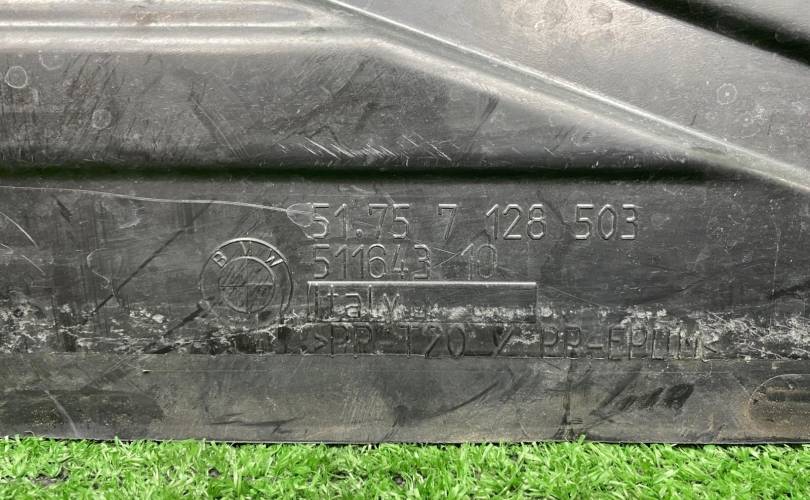 51.75 7 128 503
511643 10
BMW
Italy
>PP-T20 / PP-EPDM<